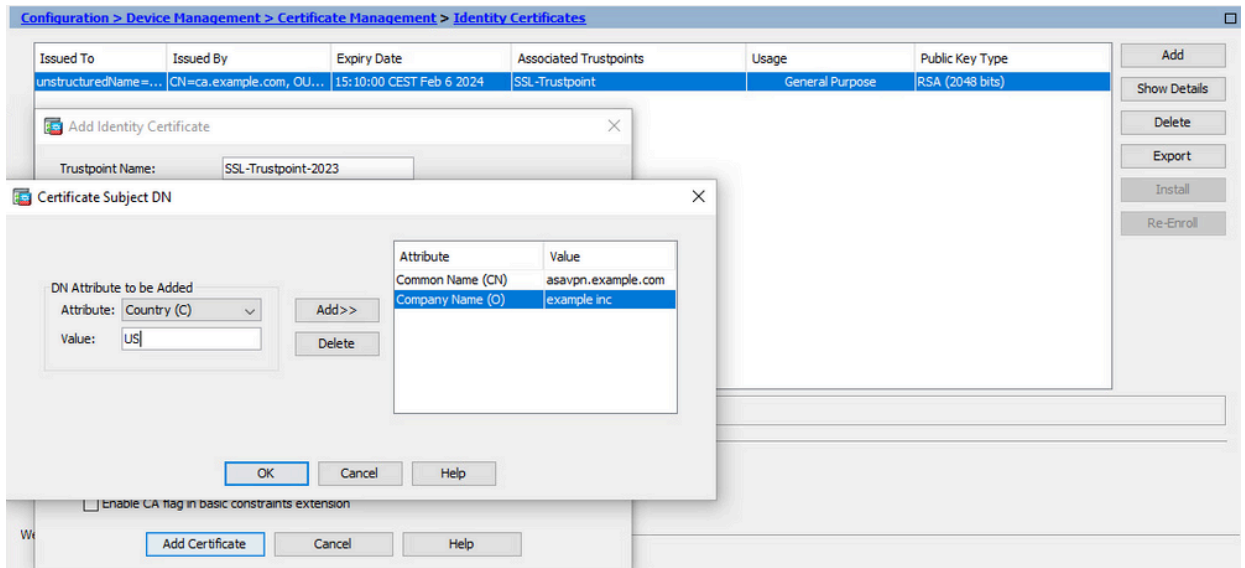 Configuration > Device Management > Certificate Management > Identity Certificates
Issued To Issued By Expiry Date Associated Trustpoints Usage Public Key Type
unstructuredName=... CN=ca.example.com, OU... 15:10:00 CEST Feb 6 2024 SSL-Trustpoint General Purpose RSA (2048 bits)
Add
Show Details
Delete
Export
Install
Re-Enroll
Add Identity Certificate
Trustpoint Name: SSL-Trustpoint-2023
Certificate Subject DN
DN Attribute to be Added
Attribute: Country (C)
Value: US
Add>>
Delete
Attribute Value
Common Name (CN) asavpn.example.com
Company Name (O) example inc
OK Cancel Help
Enable CA flag in basic constraints extension
We
Add Certificate Cancel Help